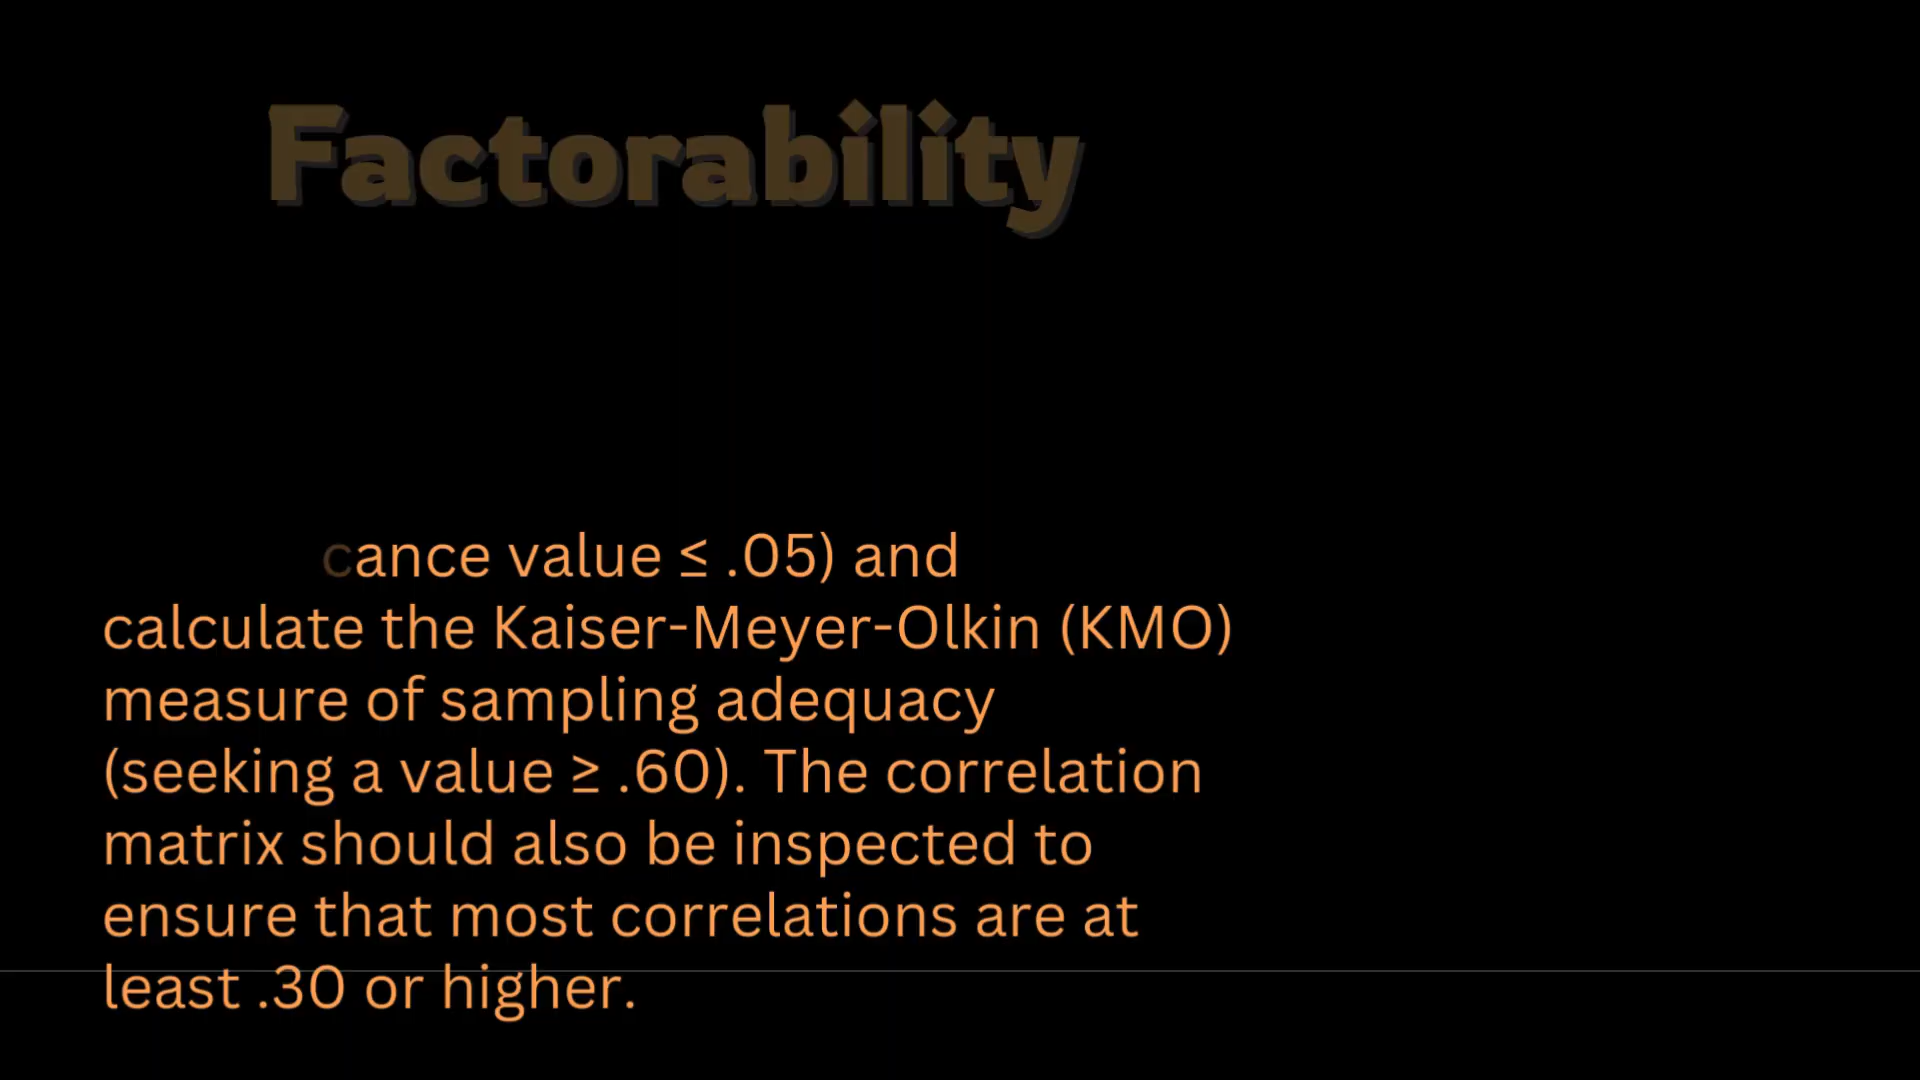 Factorability
cance value ≤ .05) and
calculate the Kaiser-Meyer-Olkin (KMO)
measure of sampling adequacy
(seeking a value ≥ .60). The correlation
matrix should also be inspected to
ensure that most correlations are at
least .30 or higher.